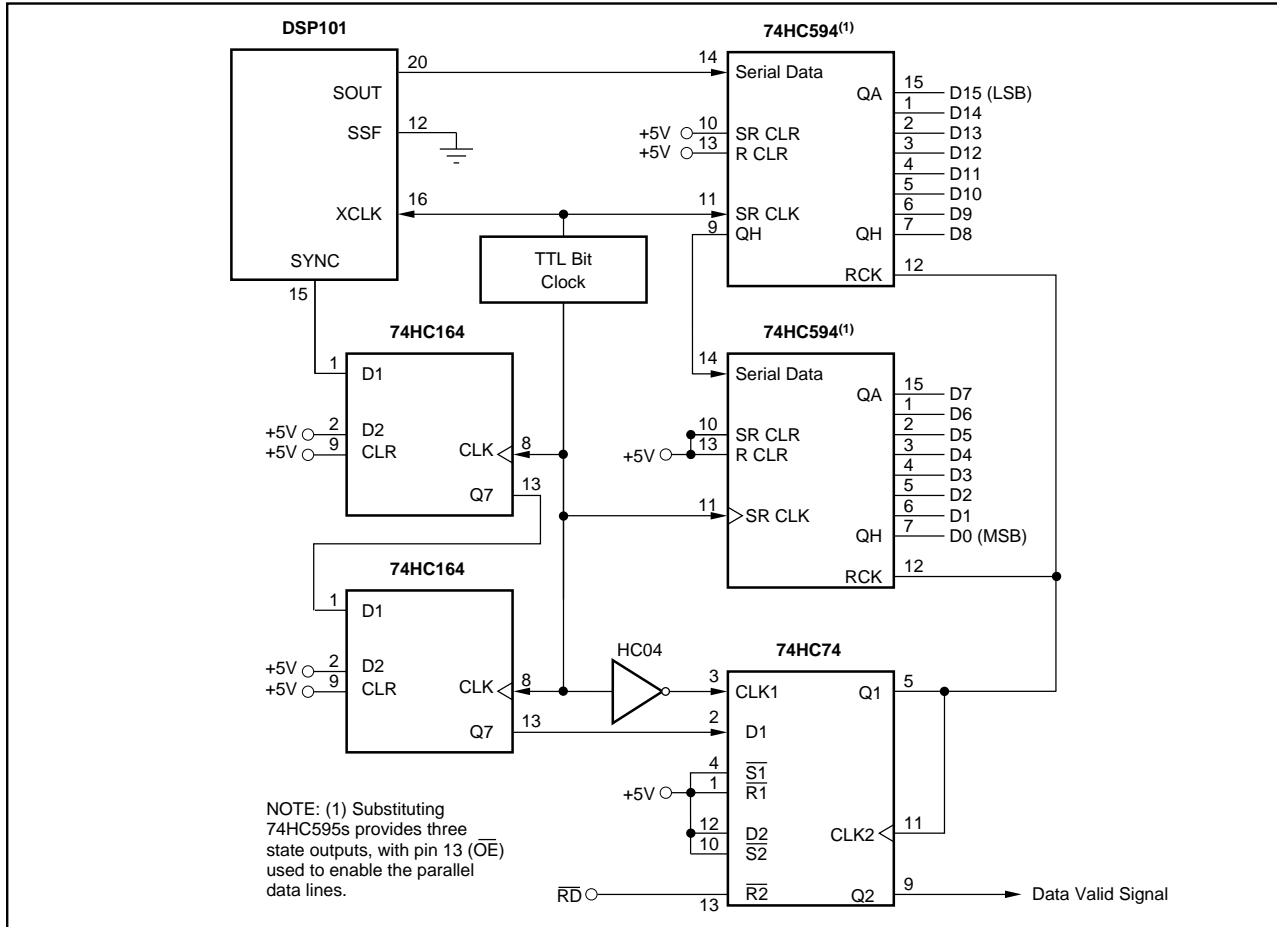 DSP101
20
SOUT
12
SSF
16
XCLK
SYNC
15
74HC594(1)
14
Serial Data
QA
15
D15 (LSB)
1
D14
+5V
10
SR CLR
2
D13
+5V
13
R CLR
3
D12
4
D11
5
D10
11
SR CLK
6
D9
9
QH
QH
7
D8
RCK
12
TTL Bit
Clock
74HC164
1
D1
+5V
2
D2
+5V
9
CLR
CLK
8
Q7
13
74HC594(1)
14
Serial Data
QA
15
D7
1
D6
10
SR CLR
2
D5
+5V
13
R CLR
3
D4
4
D3
5
D2
11
SR CLK
6
D1
QH
7
D0 (MSB)
RCK
12
74HC164
1
D1
+5V
2
D2
+5V
9
CLR
CLK
8
Q7
13
HC04
74HC74
3
CLK1
Q1
5
2
D1
4
S1
+5V
1
R1
12
D2
CLK2
11
10
S2
RD
13
R2
Q2
9
Data Valid Signal
NOTE: (1) Substituting
74HC595s provides three
state outputs, with pin 13 (OE)
used to enable the parallel
data lines.